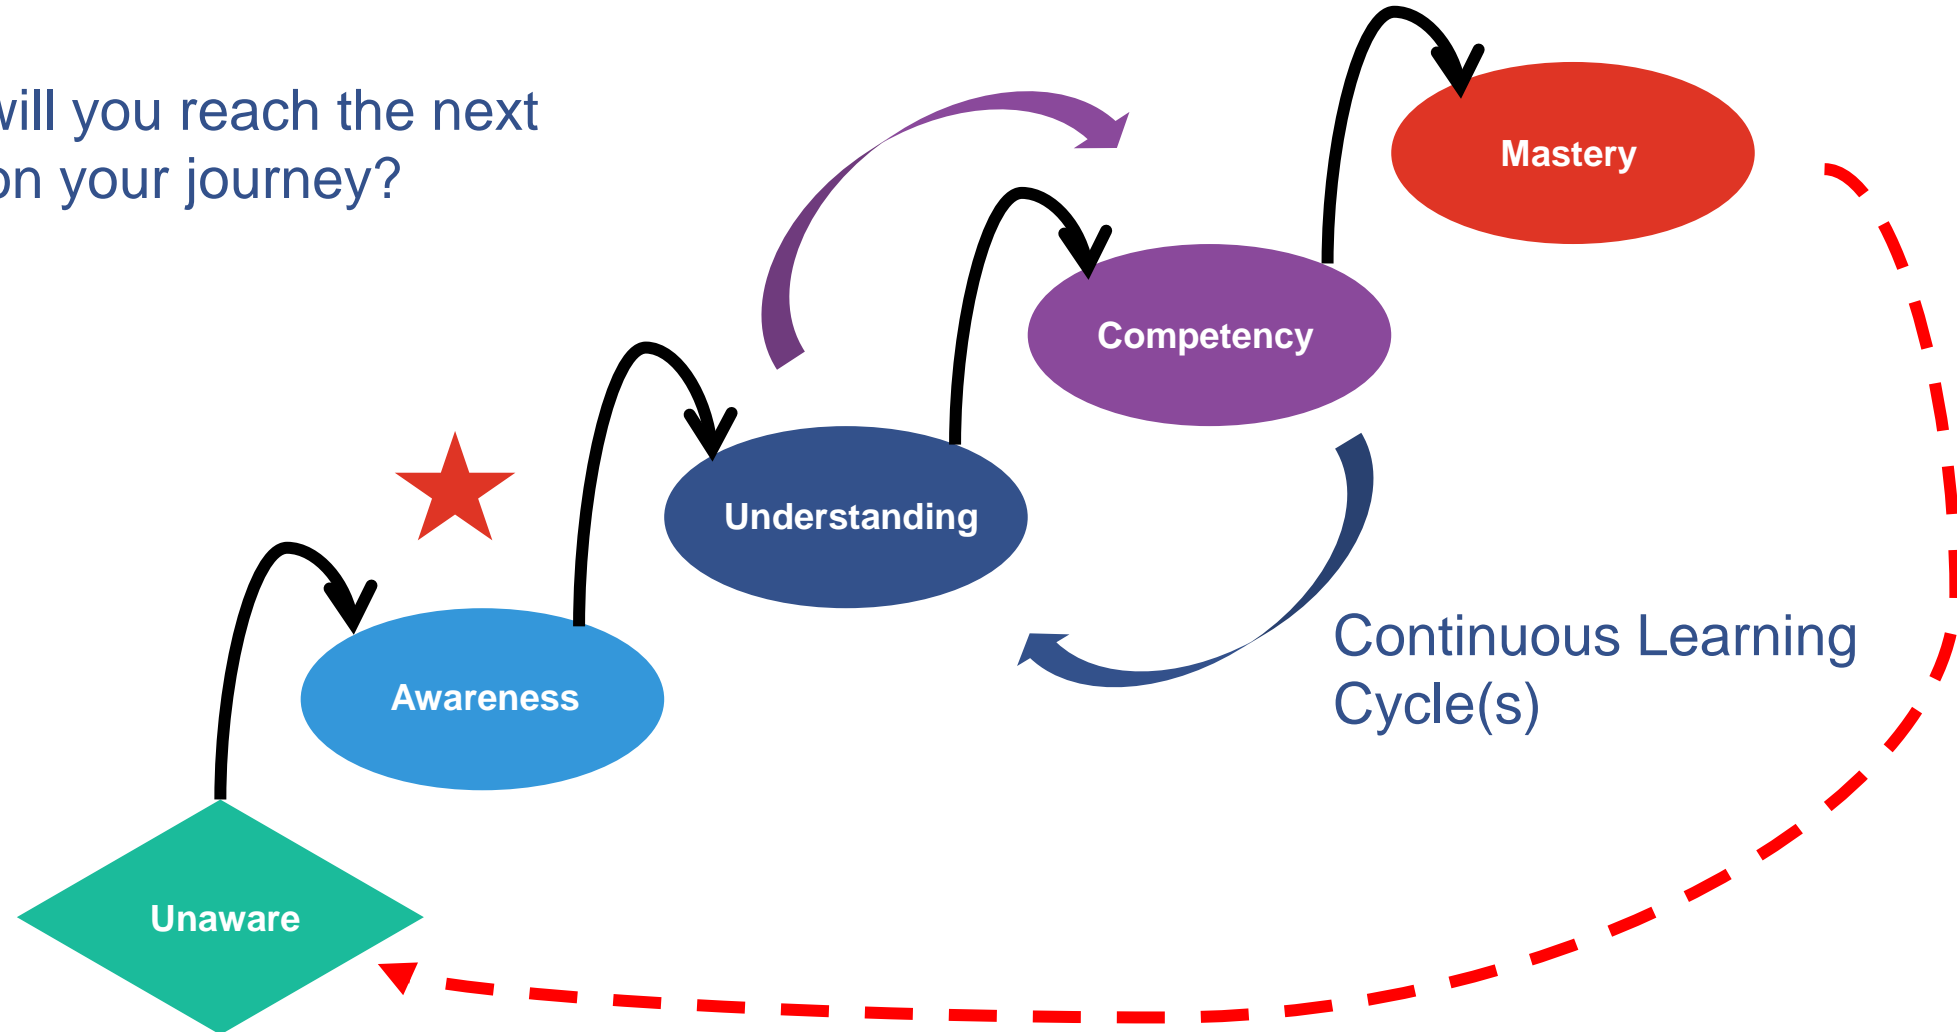 will you reach the next
on your journey?
Mastery
Competency
Understanding
Continuous Learning
Cycle(s)
Awareness
Unaware